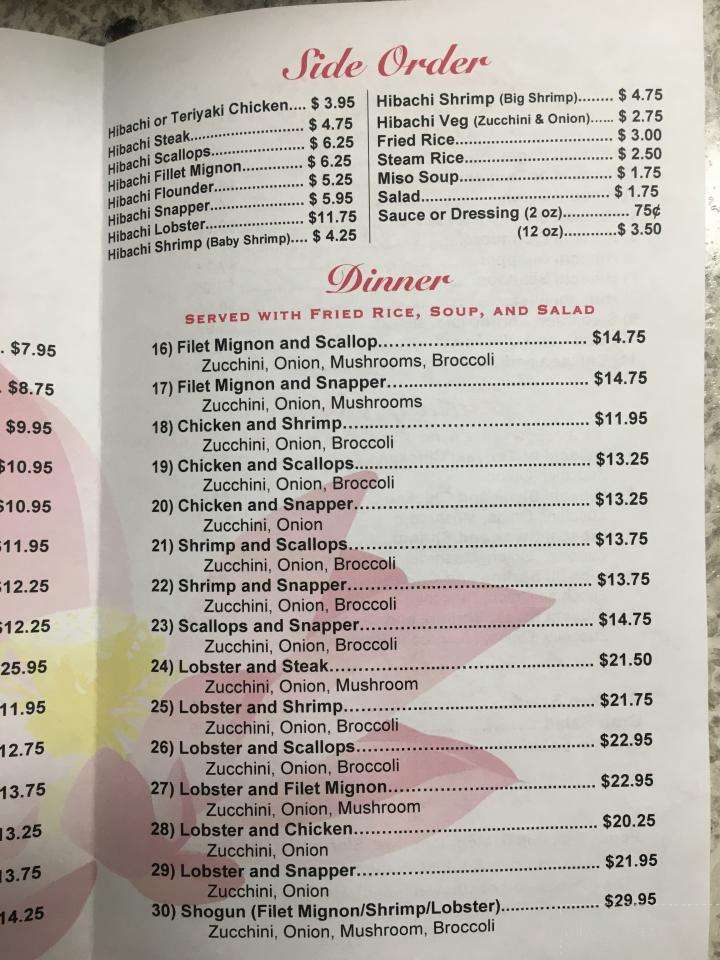 Side Order
Hibachi or Teriyaki Chicken.... $ 3.95
Hibachi Steak............................ $ 4.75
Hibachi Scallops........................ $ 6.25
Hibachi Fillet Mignon............... $ 6.25
Hibachi Flounder...................... $ 5.25
Hibachi Snapper....................... $ 5.95
Hibachi Lobster........................ $11.75
Hibachi Shrimp (Baby Shrimp).... $ 4.25
Hibachi Shrimp (Big Shrimp)........ $ 4.75
Hibachi Veg (Zucchini & Onion)...... $ 2.75
Fried Rice...................................... $ 3.00
Steam Rice.................................... $ 2.50
Miso Soup..................................... $ 1.75
Salad............................................. $ 1.75
Sauce or Dressing (2 oz)................ 75¢
(12 oz)............$ 3.50
Dinner
SERVED WITH FRIED RICE, SOUP, AND SALAD
16) Filet Mignon and Scallop............................................. $14.75
Zucchini, Onion, Mushrooms, Broccoli
17) Filet Mignon and Snapper........................................... $14.75
Zucchini, Onion, Mushrooms
18) Chicken and Shrimp.................................................... $11.95
Zucchini, Onion, Broccoli
19) Chicken and Scallops.................................................. $13.25
Zucchini, Onion, Broccoli
20) Chicken and Snapper.................................................. $13.25
Zucchini, Onion
21) Shrimp and Scallops................................................... $13.75
Zucchini, Onion, Broccoli
22) Shrimp and Snapper................................................... $13.75
Zucchini, Onion, Broccoli
23) Scallops and Snapper................................................. $14.75
Zucchini, Onion, Broccoli
24) Lobster and Steak....................................................... $21.50
Zucchini, Onion, Mushroom
25) Lobster and Shrimp..................................................... $21.75
Zucchini, Onion, Broccoli
26) Lobster and Scallops................................................... $22.95
Zucchini, Onion, Broccoli
27) Lobster and Filet Mignon............................................. $22.95
Zucchini, Onion, Mushroom
28) Lobster and Chicken.................................................... $20.25
Zucchini, Onion
29) Lobster and Snapper................................................... $21.95
Zucchini, Onion
30) Shogun (Filet Mignon/Shrimp/Lobster)..................... $29.95
Zucchini, Onion, Mushroom, Broccoli
. $7.95
. $8.75
$9.95
$10.95
$10.95
$11.95
$12.25
$12.25
25.95
11.95
12.75
13.75
13.25
13.75
14.25